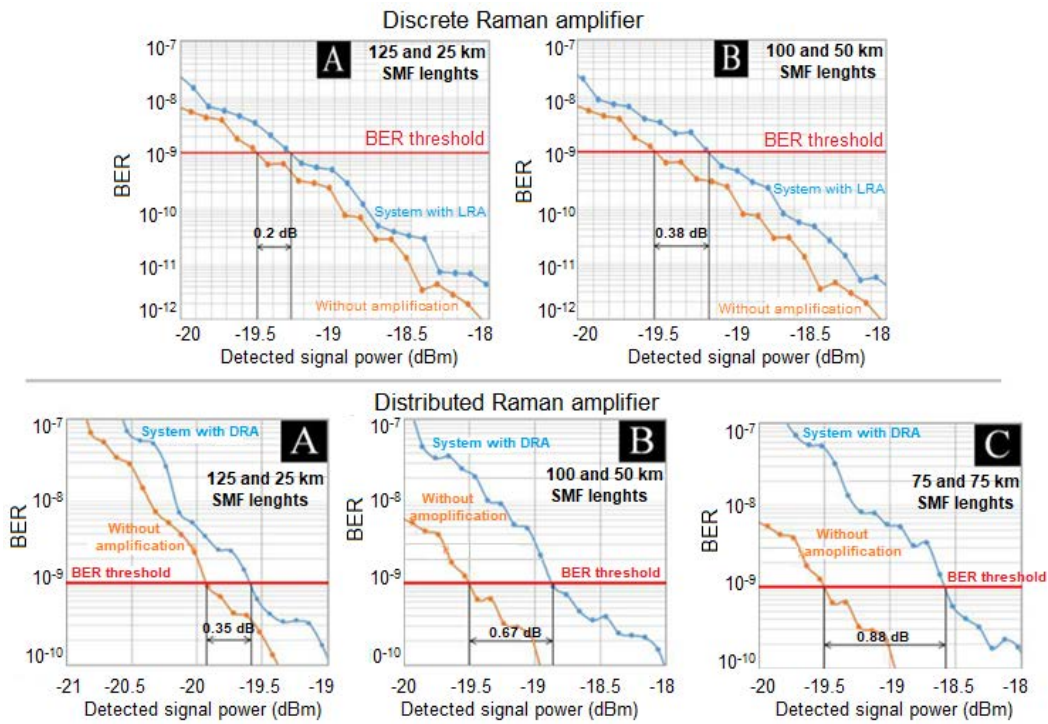 Discrete Raman amplifier
10-7
10-8
10-9
10-10
10-11
10-12
BER
A
125 and 25 km
SMF lenghts
BER threshold
System with LRA
0.2 dB
Without amplification
-20
-19.5
-19
-18.5
-18
Detected signal power (dBm)
10-7
10-8
10-9
10-10
10-11
10-12
BER
B
100 and 50 km
SMF lenghts
BER threshold
System with LRA
0.38 dB
Without amplification
-20
-19.5
-19
-18.5
-18
Detected signal power (dBm)
Distributed Raman amplifier
10-7
10-8
10-9
10-10
BER
System with DRA
A
125 and 25 km
SMF lenghts
Without
amplification
BER threshold
0.35 dB
-21
-20.5
-20
-19.5
-19
Detected signal power (dBm)
10-7
10-8
10-9
0-10
BER
System with DRA
B
100 and 50 km
SMF lenghts
Without
amoplification
BER threshold
0.67 dB
-20
-19.5
-19
-18.5
-18
Detected signal power (dBm)
10-7
10-8
10-9
10-10
BER
System with DRA
C
75 and 75 km
SMF lenghts
Without
amoplification
BER threshold
0.88 dB
-20
-19.5
-19
-18.5
-18
Detected signal power (dBm)